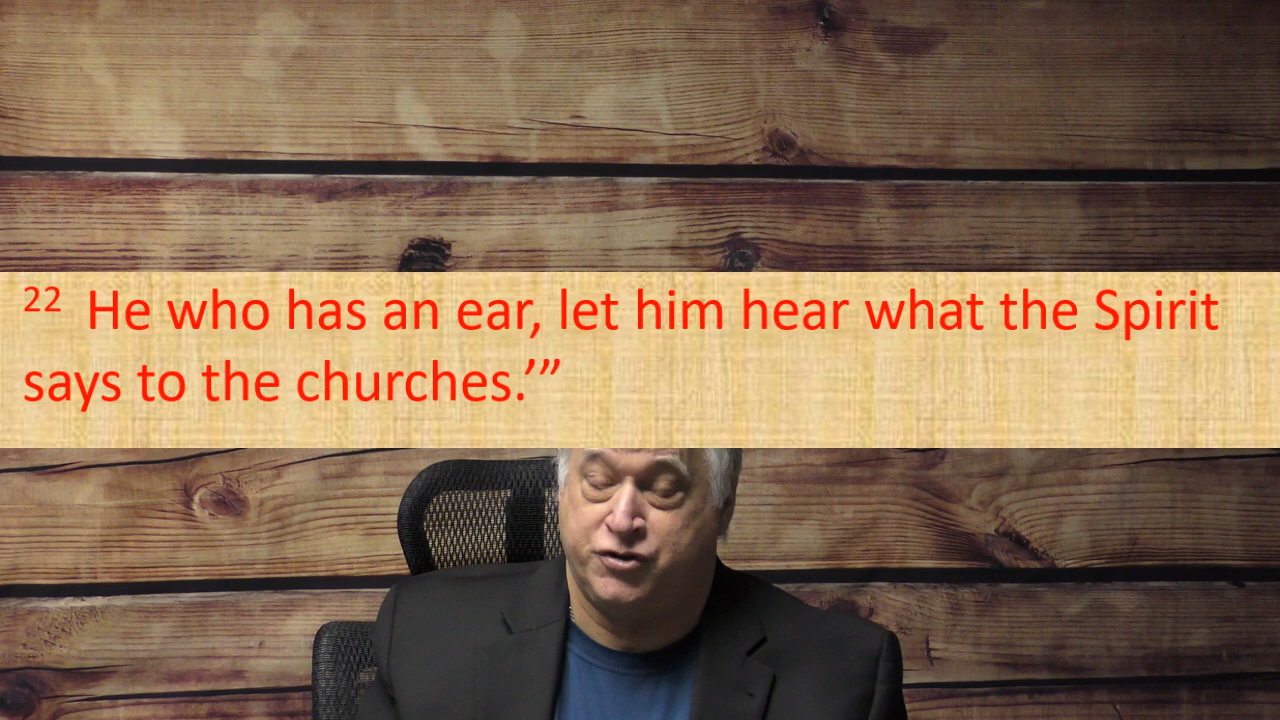 22 He who has an ear, let him hear what the Spirit
says to the churches.’”